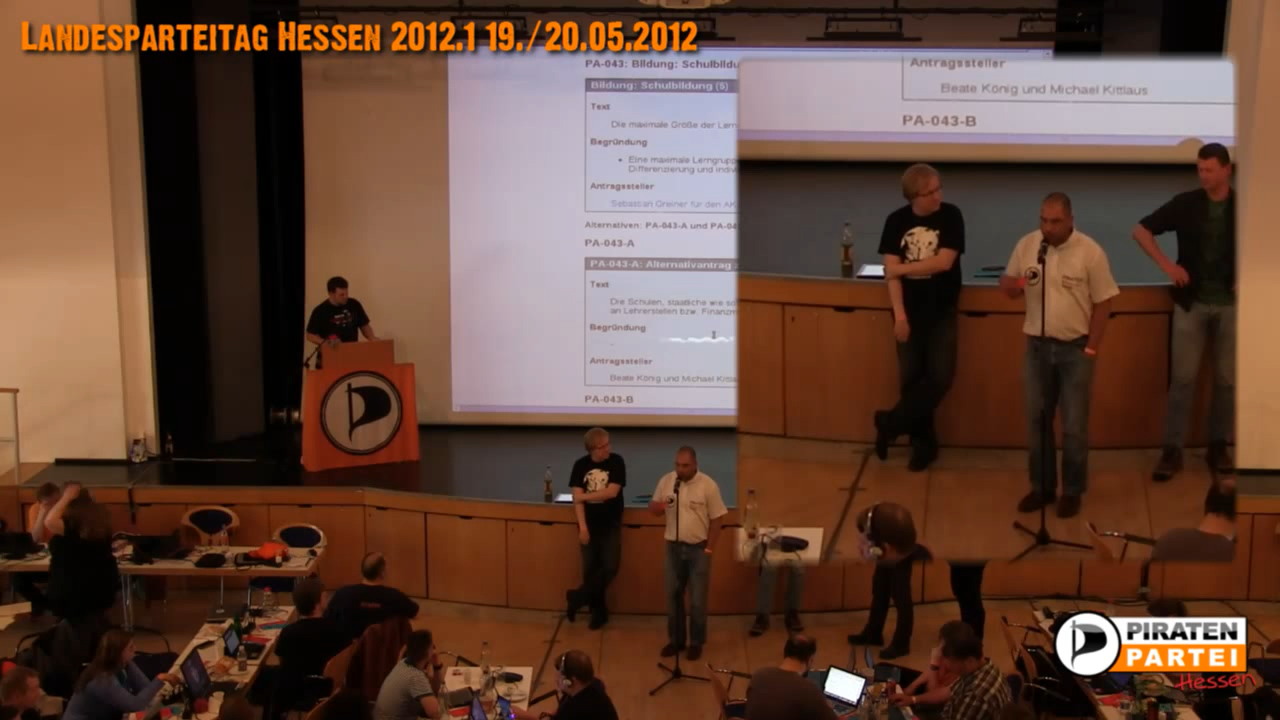 LANDESPARTEITAG HESSEN 2012.1 19./20.05.2012
PA-043: Bildung: Schulbildu
Bildung: Schulbildung (5)
Text
Die maximale Größe der Lern
Begründung
Eine maximale Lerngrupp
Differenzierung und indiv
Antragssteller
Sebastian Greiner für den AK
Alternativen: PA-043-A und PA-04
PA-043-A
PA-043-A: Alternativantrag
Text
Die Schulen, staatliche wie so
an Lehrerstellen bzw. Finanzm
Begründung
Antragssteller
Beate König und Michael Kittlaus
PA-043-B
Antragssteller
Beate König und Michael Kittlaus
PA-043-B
PIRATEN
PARTEI
Hessen